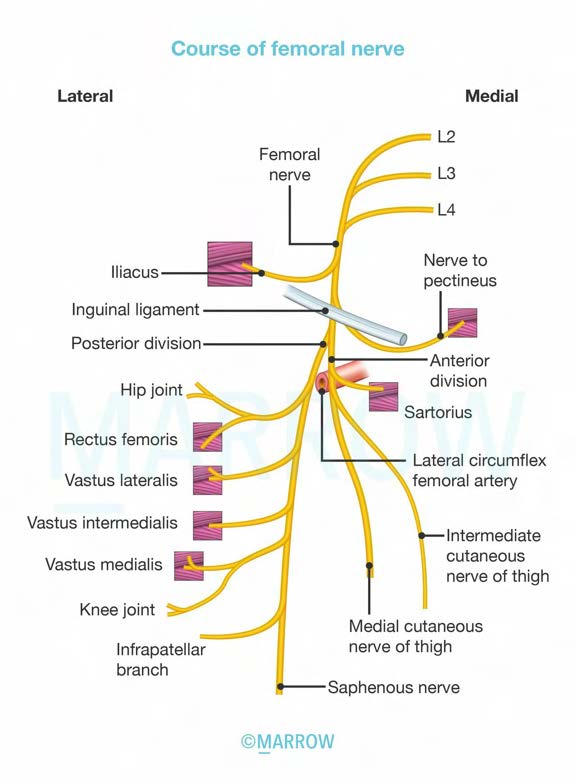 Course of femoral nerve
Lateral
Medial
L2
Femoral
nerve
L3
L4
Nerve to
pectineus
Iliacus
Inguinal ligament
Posterior division
Anterior
division
Hip joint
Sartorius
Rectus femoris
Lateral circumflex
femoral artery
Vastus lateralis
Vastus intermedialis
Intermediate
cutaneous
nerve of thigh
Vastus medialis
Knee joint
Medial cutaneous
nerve of thigh
Infrapatellar
branch
Saphenous nerve
©MARROW
MARROW